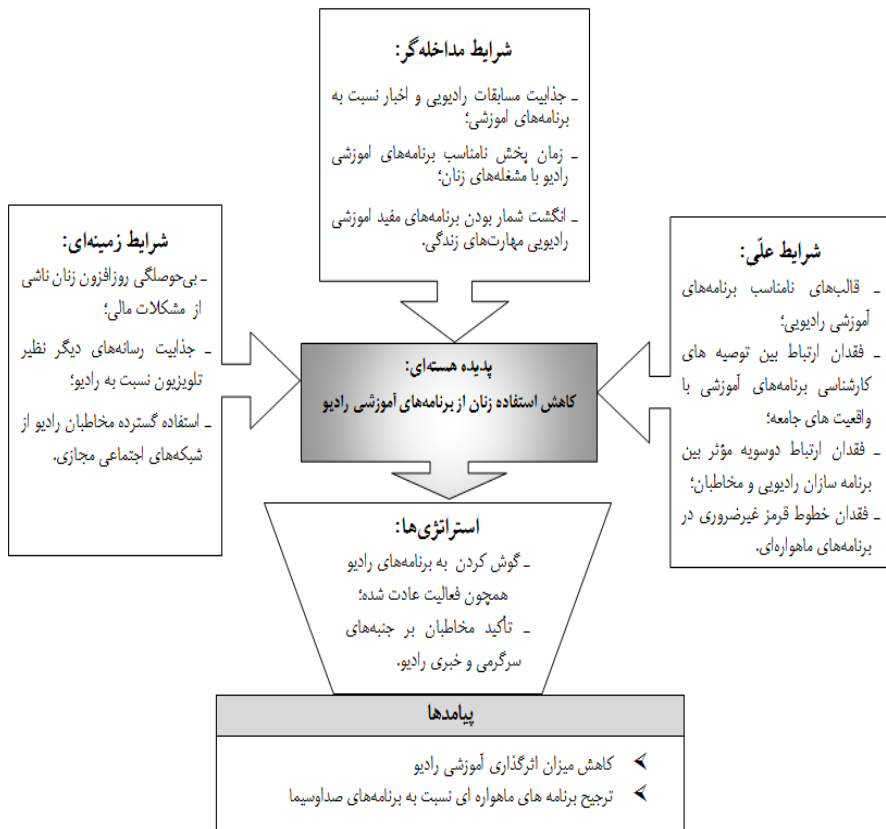 شرایط مداخله‌گر:
ـ جذابیت مسابقات رادیویی و اخبار نسبت به
برنامه‌های اموزشی؛
ـ زمان پخش نامناسب برنامه‌های اموزشی
رادیو با مشغله‌های زنان؛
ـ انگشت شمار بودن برنامه‌های مفید اموزشی
رادیویی مهارت‌های زندگی.
شرایط علّی:
ـ قالب‌های نامناسب برنامه‌های
آموزشی رادیویی؛
ـ فقدان ارتباط بین توصیه های
کارشناسی برنامه‌های آموزشی با
واقعیت های جامعه؛
ـ فقدان ارتباط دوسویه مؤثر بین
برنامه سازان رادیویی و مخاطبان؛
ـ فقدان خطوط قرمز غیرضروری در
برنامه‌های ماهواره‌ای.
شرایط زمینه‌ای:
ـ بی‌حوصلگی روزافزون زنان ناشی
از مشکلات مالی؛
ـ جذابیت رسانه‌های دیگر نظیر
تلویزیون نسبت به رادیو؛
ـ استفاده گسترده مخاطبان رادیو از
شبکه‌های اجتماعی مجازی.
پدیده هسته‌ای:
کاهش استفاده زنان از برنامه‌های آموزشی رادیو
استراتژی‌ها:
ـ گوش کردن به برنامه‌های رادیو
همچون فعالیت عادت شده؛
ـ تأکید مخاطبان بر جنبه‌های
سرگرمی و خبری رادیو.
پیامدها
⮜ کاهش میزان اثرگذاری آموزشی رادیو
⮜ ترجیح برنامه های ماهواره ای نسبت به برنامه‌های صداوسیما